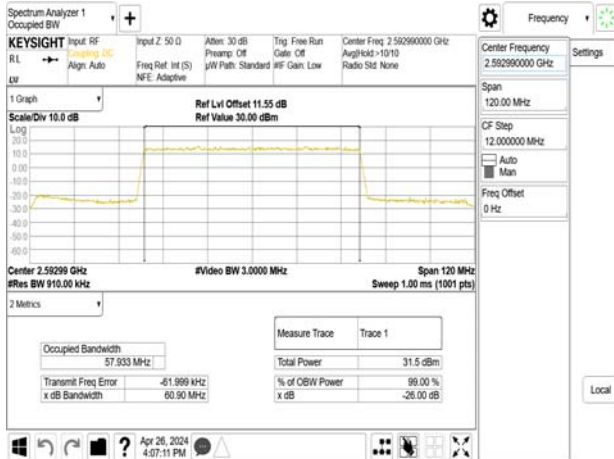 Spectrum Analyzer 1
Occupied BW
+
Frequency
KEYSIGHT
RL
Input: RF
Coupling: DC
Align: Auto
Input Z: 50 Ω
Freq Ref: Int (S)
NFE: Adaptive
Atten: 30 dB
Preamp: Off
µW Path: Standard
Trig: Free Run
Gate: Off
#IF Gain: Low
Center Freq: 2.592990000 GHz
Avg|Hold:>10/10
Radio Std: None
Center Frequency
2.592990000 GHz
Settings
Span
120.00 MHz
CF Step
12.000000 MHz
Auto
Man
Freq Offset
0 Hz
Local
1 Graph
Scale/Div 10.0 dB
Ref Lvl Offset 11.55 dB
Ref Value 30.00 dBm
Log
20.0
10.0
0.00
-10.0
-20.0
-30.0
-40.0
-50.0
-60.0
Center 2.59299 GHz
#Res BW 910.00 kHz
#Video BW 3.0000 MHz
Span 120 MHz
Sweep 1.00 ms (1001 pts)
2 Metrics
Measure Trace Trace 1
Occupied Bandwidth
57.933 MHz
Total Power 31.5 dBm
Transmit Freq Error -61.999 kHz
% of OBW Power 99.00 %
x dB Bandwidth 60.90 MHz
x dB -26.00 dB
?
Apr 26, 2024
4:07:11 PM